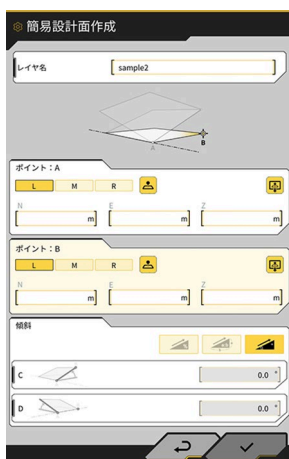 簡易設計面作成
レイヤ名 sample2
A B
ポイント：A
L M R
N E Z
m m m
ポイント：B
L M R
N E Z
m m m
傾斜
C 0.0 °
D 0.0 °